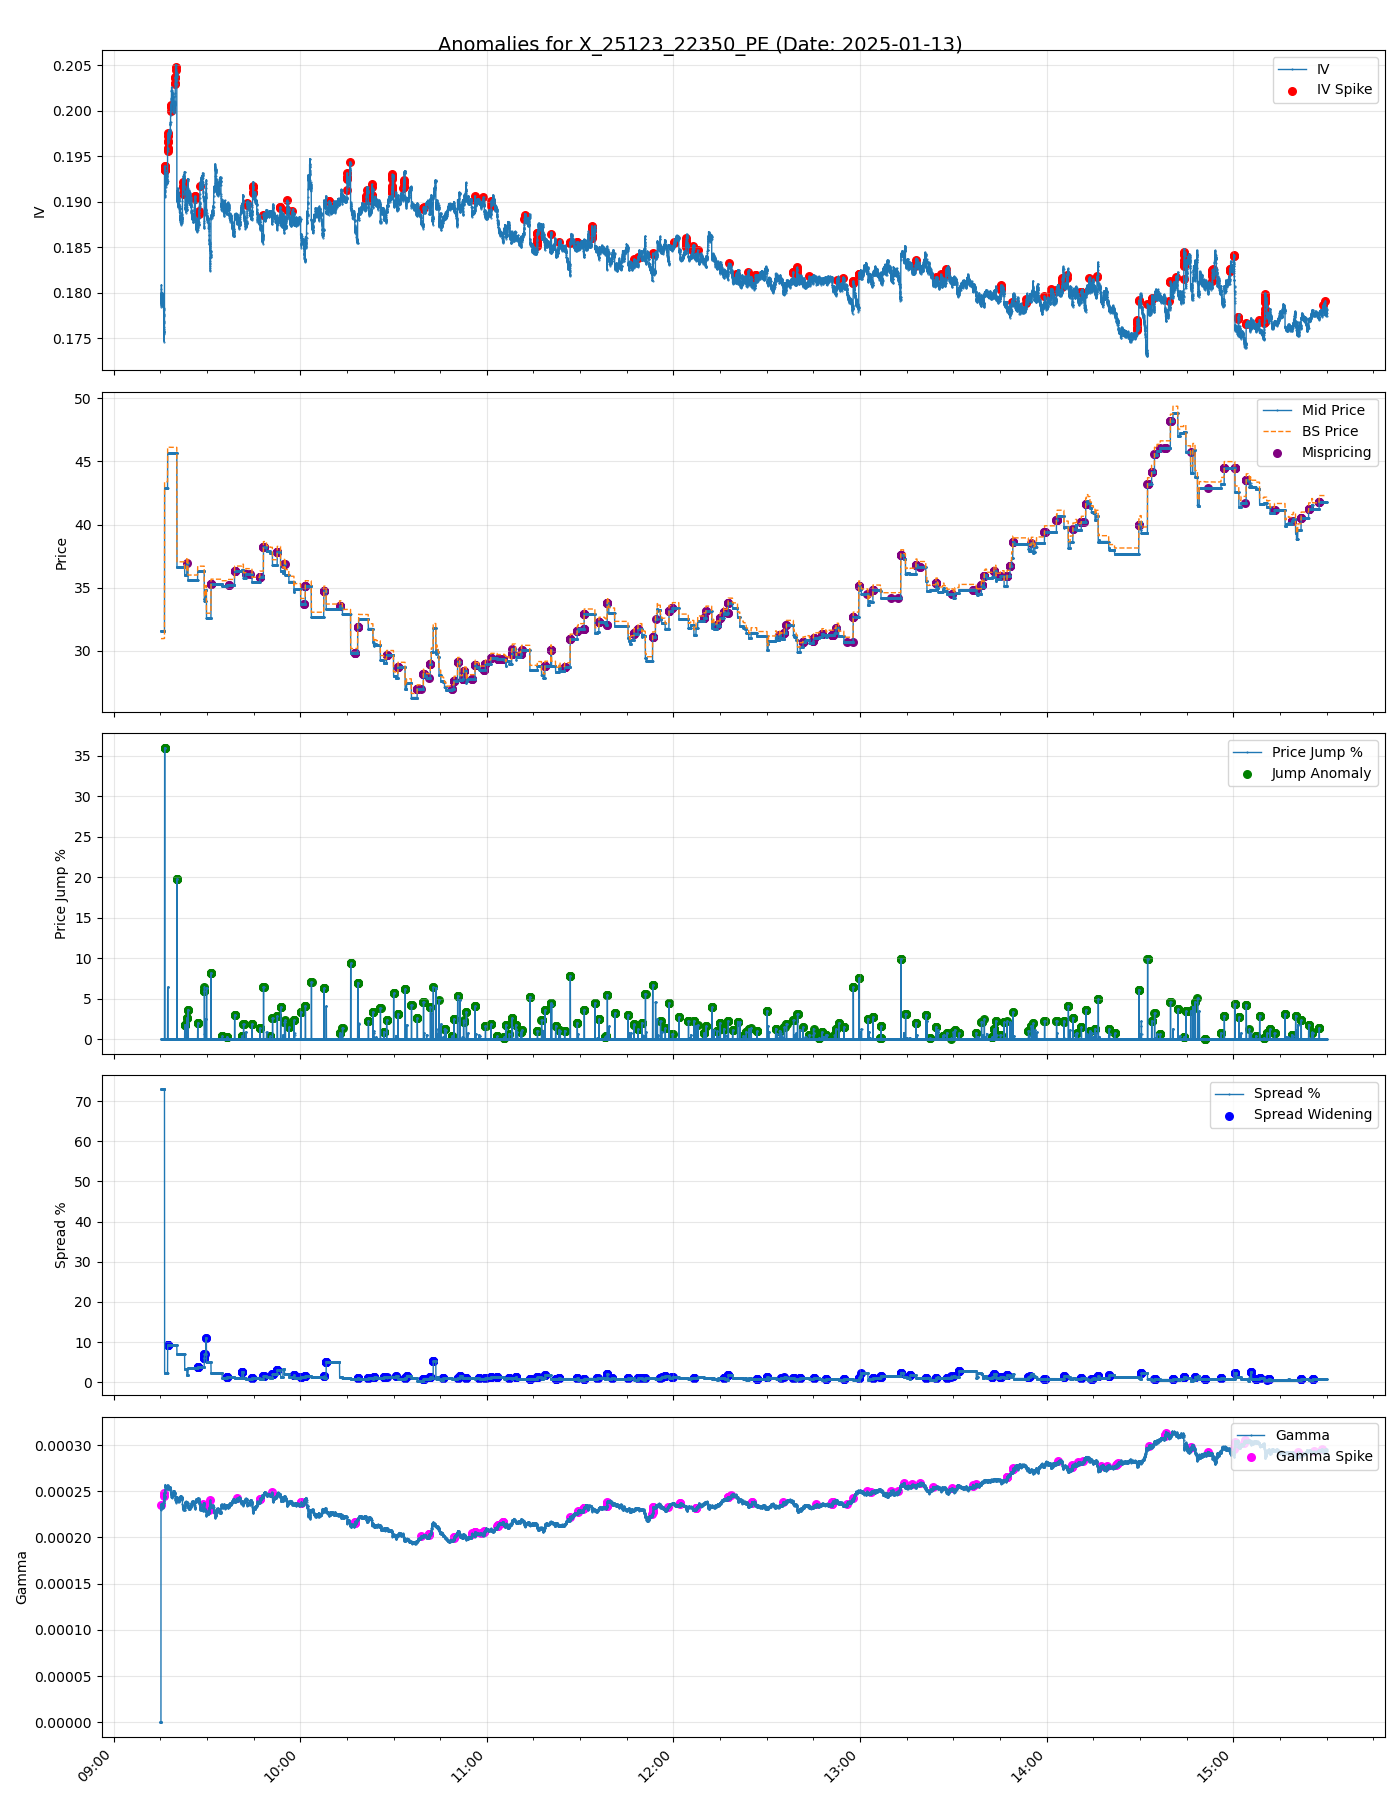 Anomalies for X_25123_22350_PE (Date: 2025-01-13)
0.205
0.200
0.195
0.190
0.185
0.180
0.175
IV
IV
IV Spike
50
45
40
35
30
Price
Mid Price
BS Price
Mispricing
35
30
25
20
15
10
5
0
Price Jump %
Price Jump %
Jump Anomaly
70
60
50
40
30
20
10
0
Spread %
Spread %
Spread Widening
0.00030
0.00025
0.00020
0.00015
0.00010
0.00005
0.00000
Gamma
Gamma
Gamma Spike
09:00
10:00
11:00
12:00
13:00
14:00
15:00